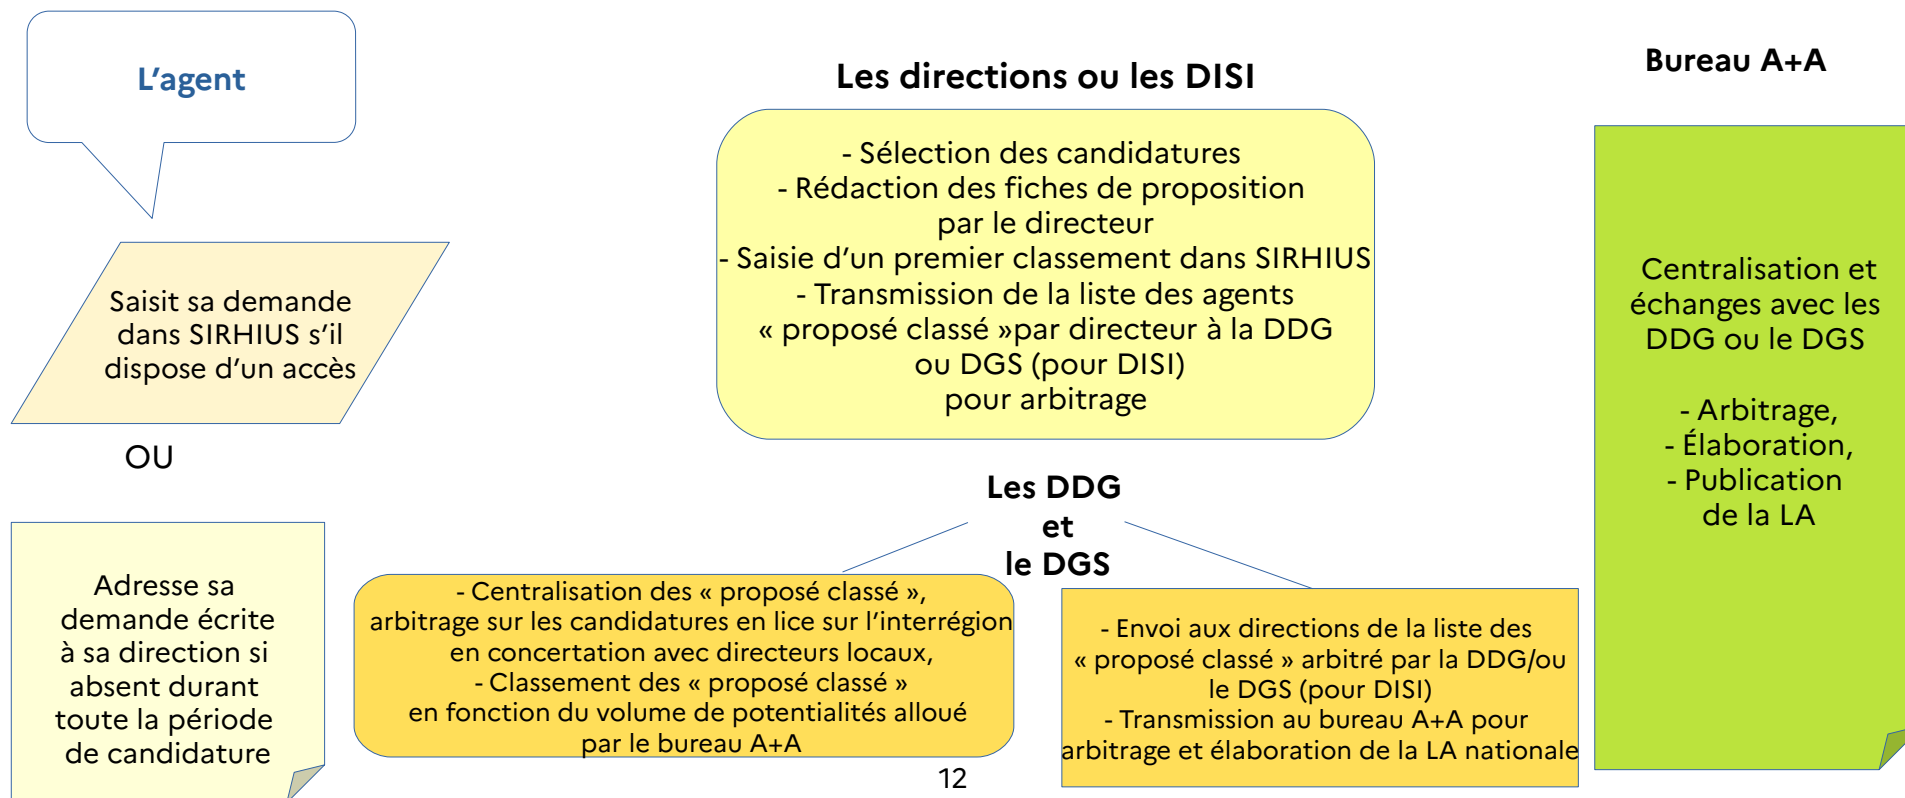 L'agent
Saisit sa demande
dans SIRHIUS s'il
dispose d'un accès
OU
Adresse sa
demande écrite
à sa direction si
absent durant
toute la période
de candidature
Les directions ou les DISI
- Sélection des candidatures
- Rédaction des fiches de proposition
par le directeur
- Saisie d'un premier classement dans SIRHIUS
- Transmission de la liste des agents
« proposé classé »par directeur à la DDG
ou DGS (pour DISI)
pour arbitrage
Les DDG
et
le DGS
- Centralisation des « proposé classé »,
arbitrage sur les candidatures en lice sur l'interrégion
en concertation avec directeurs locaux,
- Classement des « proposé classé »
en fonction du volume de potentialités alloué
par le bureau A+A
- Envoi aux directions de la liste des
« proposé classé » arbitré par la DDG/ou
le DGS (pour DISI)
- Transmission au bureau A+A pour
arbitrage et élaboration de la LA nationale
Bureau A+A
Centralisation et
échanges avec les
DDG ou le DGS
- Arbitrage,
- Élaboration,
- Publication
de la LA
12